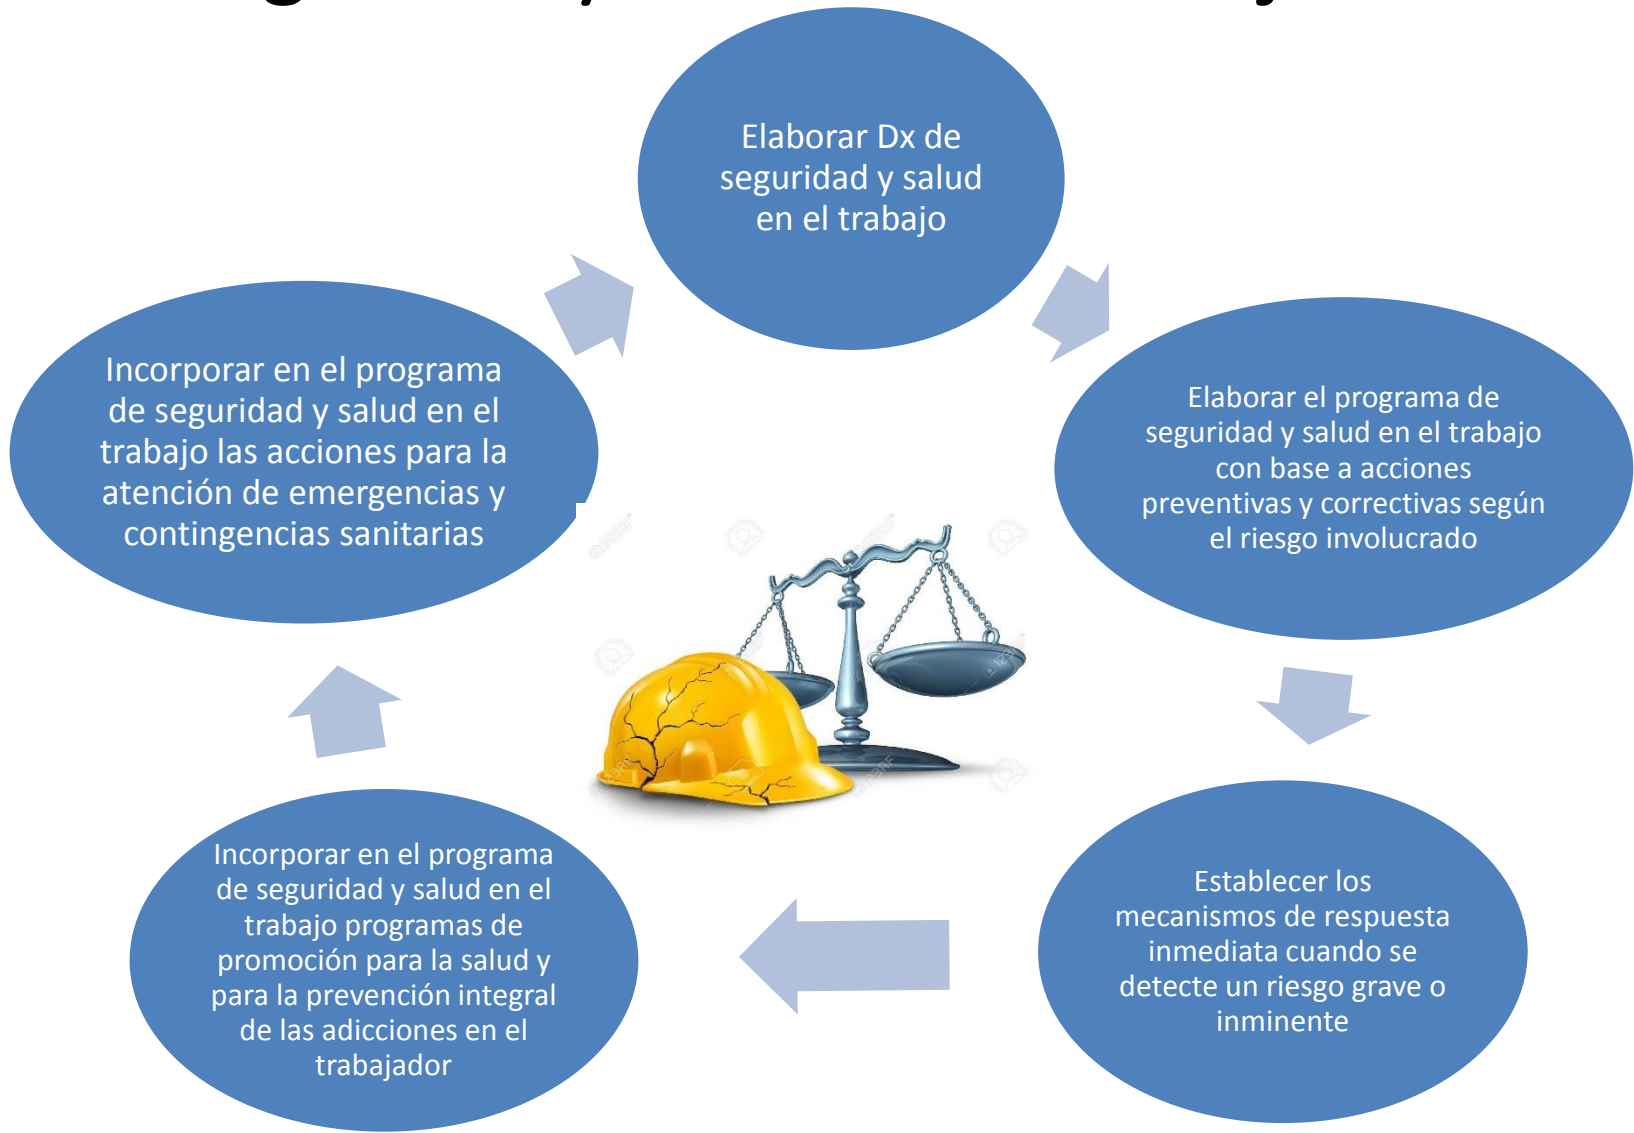 Elaborar Dx de
seguridad y salud
en el trabajo
Elaborar el programa de
seguridad y salud en el trabajo
con base a acciones
preventivas y correctivas según
el riesgo involucrado
Establecer los
mecanismos de respuesta
inmediata cuando se
detecte un riesgo grave o
inminente
Incorporar en el programa
de seguridad y salud en el
trabajo programas de
promoción para la salud y
para la prevención integral
de las adicciones en el
trabajador
Incorporar en el programa
de seguridad y salud en el
trabajo las acciones para la
atención de emergencias y
contingencias sanitarias